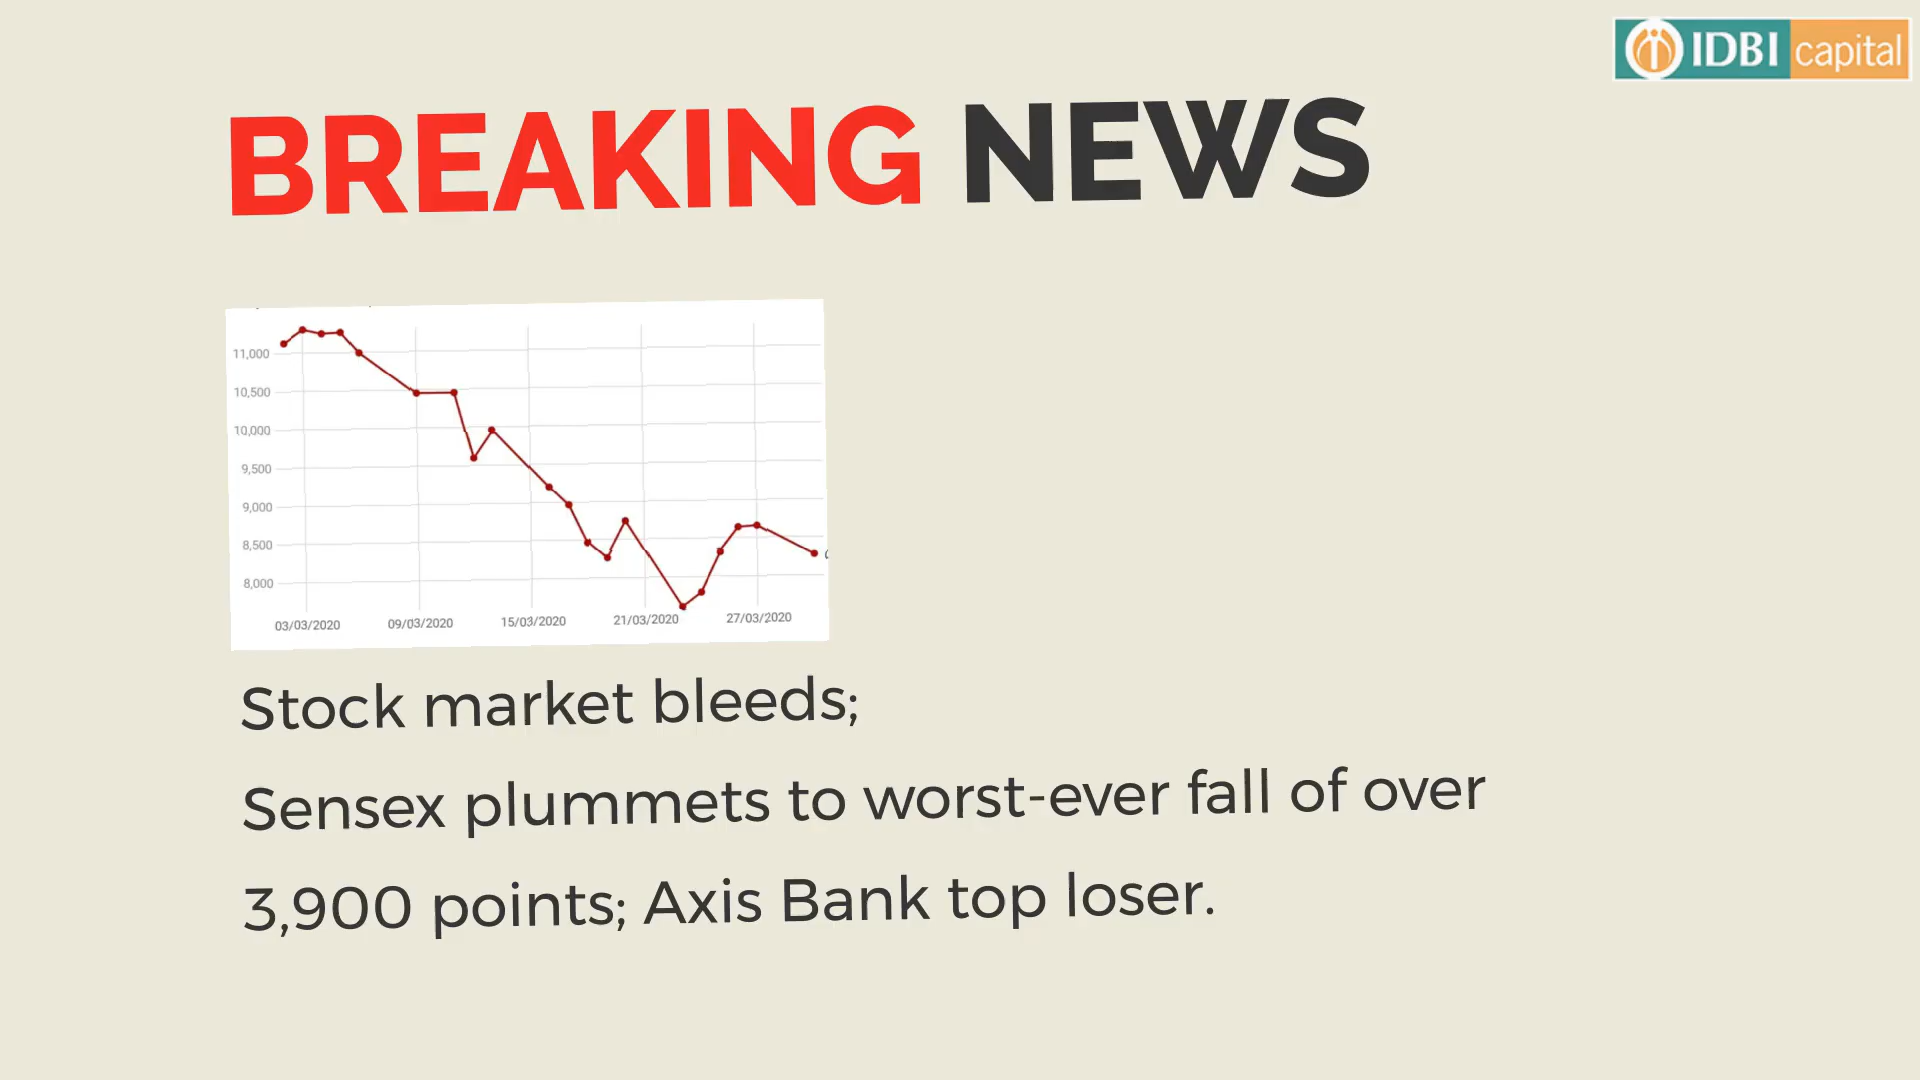 IDBI capital
BREAKING NEWS
11,000
10,500
10,000
9,500
9,000
8,500
8,000
03/03/2020 09/03/2020 15/03/2020 21/03/2020 27/03/2020
Stock market bleeds;
Sensex plummets to worst-ever fall of over
3,900 points; Axis Bank top loser.